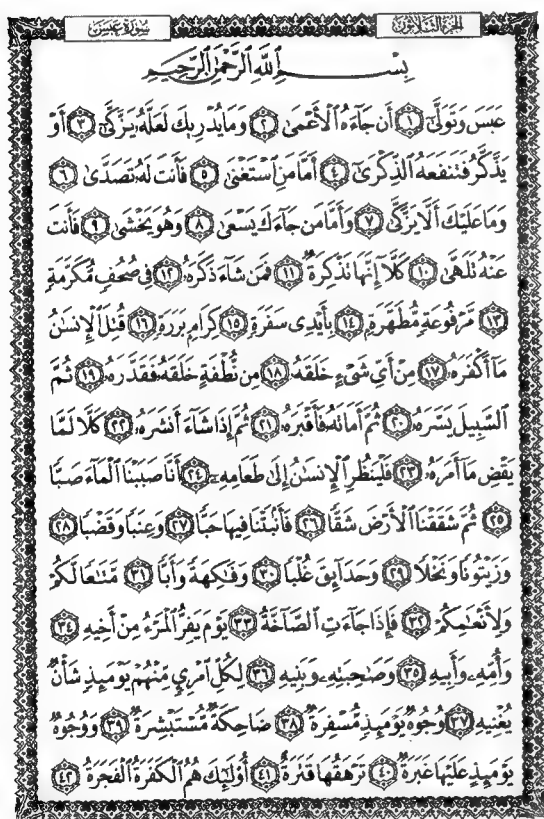 الجزء الثلاثون
سورة عبس
بِسْمِ ٱللَّهِ ٱلرَّحْمَٰنِ ٱلرَّحِيمِ
عَبَسَ وَتَوَلَّىٰٓ ١ أَن جَآءَهُ ٱلْأَعْمَىٰ ٢ وَمَا يُدْرِيكَ لَعَلَّهُۥ يَزَّكَّىٰٓ ٣ أَوْ
يَذَّكَّرُ فَتَنفَعَهُ ٱلذِّكْرَىٰٓ ٤ أَمَّا مَنِ ٱسْتَغْنَىٰ ٥ فَأَنتَ لَهُۥ تَصَدَّىٰ ٦
وَمَا عَلَيْكَ أَلَّا يَزَّكَّىٰ ٧ وَأَمَّا مَن جَآءَكَ يَسْعَىٰ ٨ وَهُوَ يَخْشَىٰ ٩ فَأَنتَ
عَنْهُ تَلَهَّىٰ ١٠ كَلَّآ إِنَّهَا تَذْكِرَةٌ ١١ فَمَن شَآءَ ذَكَرَهُۥ ١٢ فِى صُحُفٍ مُّكَرَّمَةٍ
١٣ مَّرْفُوعَةٍ مُّطَهَّرَةٍۭ ١٤ بِأَيْدِى سَفَرَةٍ ١٥ كِرَامٍۭ بَرَرَةٍ ١٦ قُتِلَ ٱلْإِنسَٰنُ
مَآ أَكْفَرَهُۥ ١٧ مِنْ أَىِّ شَىْءٍ خَلَقَهُۥ ١٨ مِن نُّطْفَةٍ خَلَقَهُۥ فَقَدَّرَهُۥ ١٩ ثُمَّ
ٱلسَّبِيلَ يَسَّرَهُۥ ٢٠ ثُمَّ أَمَاتَهُۥ فَأَقْبَرَهُۥ ٢١ ثُمَّ إِذَا شَآءَ أَنشَرَهُۥ ٢٢ كَلَّا لَمَّا
يَقْضِ مَآ أَمَرَهُۥ ٢٣ فَلْيَنظُرِ ٱلْإِنسَٰنُ إِلَىٰ طَعَامِهِۦٓ ٢٤ أَنَّا صَبَبْنَا ٱلْمَآءَ صَبًّا
٢٥ ثُمَّ شَقَقْنَا ٱلْأَرْضَ شَقًّا ٢٦ فَأَنۢبَتْنَا فِيهَا حَبًّا ٢٧ وَعِنَبًا وَقَضْبًا ٢٨
وَزَيْتُونًا وَنَخْلًا ٢٩ وَحَدَآئِقَ غُلْبًا ٣٠ وَفَٰكِهَةً وَأَبًّا ٣١ مَّتَٰعًا لَّكُمْ
وَلِأَنْعَٰمِكُمْ ٣٢ فَإِذَا جَآءَتِ ٱلصَّآخَّةُ ٣٣ يَوْمَ يَفِرُّ ٱلْمَرْءُ مِنْ أَخِيهِ ٣٤
وَأُمِّهِۦ وَأَبِيهِ ٣٥ وَصَٰحِبَتِهِۦ وَبَنِيهِ ٣٦ لِكُلِّ ٱمْرِئٍ مِّنْهُمْ يَوْمَئِذٍ شَأْنٌ
يُغْنِيهِ ٣٧ وُجُوهٌ يَوْمَئِذٍ مُّسْفِرَةٌ ٣٨ ضَاحِكَةٌ مُّسْتَبْشِرَةٌ ٣٩ وَوُجُوهٌ
يَوْمَئِذٍ عَلَيْهَا غَبَرَةٌ ٤٠ تَرْهَقُهَا قَتَرَةٌ ٤١ أُو۟لَٰٓئِكَ هُمُ ٱلْكَفَرَةُ ٱلْفَجَرَةُ ٤٢